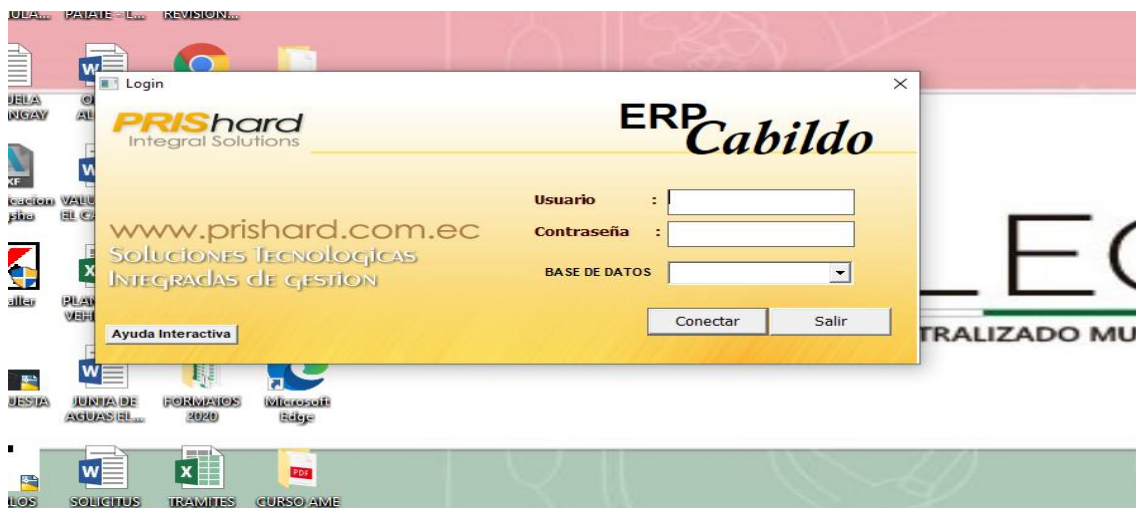 PATATE - L...
REVISION...
Login
PRIShard
Integral Solutions
ERP
Cabildo
Usuario :
www.prishard.com.ec
Contraseña :
Soluciones Tecnologicas
Integradas de gestion
BASE DE DATOS
Conectar
Salir
Ayuda Interactiva
TRALIZADO MU
JUNTA DE
AGUAS EL...
FORMATOS
2020
Microsoft
Edge
SOLICITUS
TRAMITES
CURSO AME